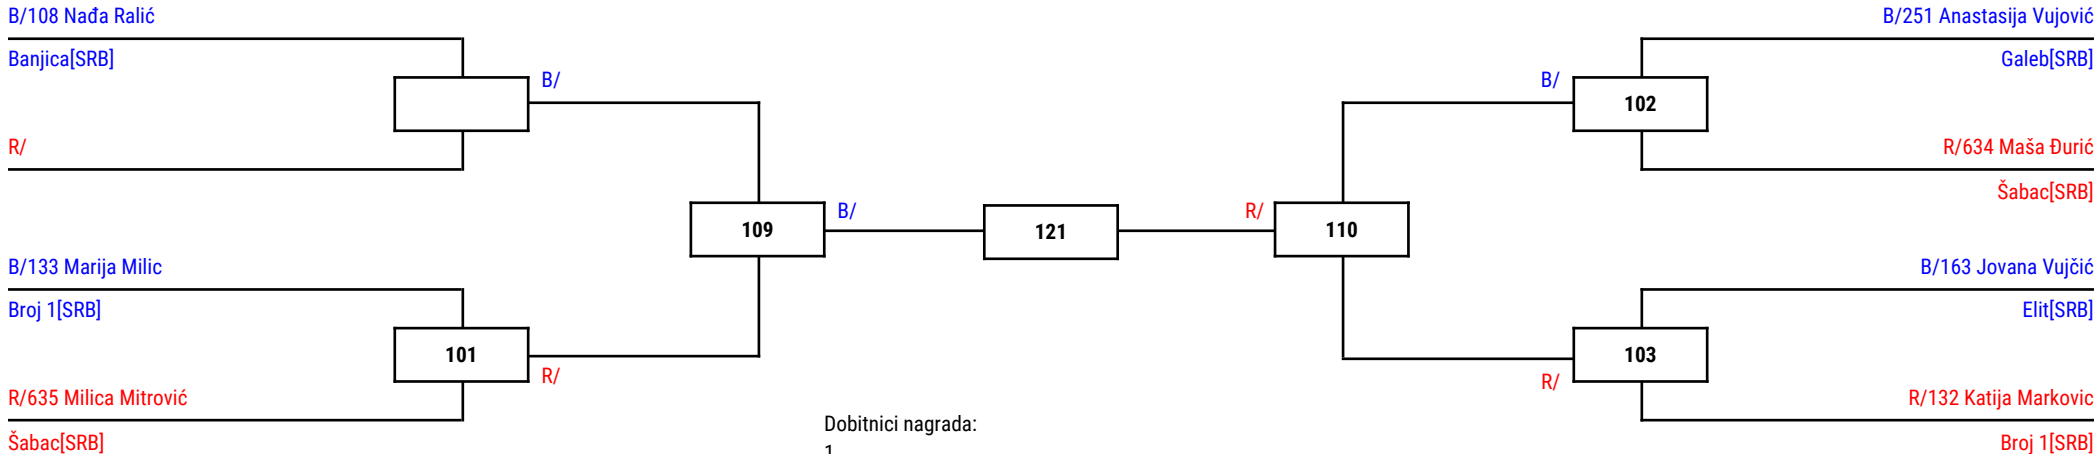 B/108 Nađa Ralić
Banjica[SRB]
B/
R/
109
B/
B/133 Marija Milic
Broj 1[SRB]
101
R/
R/635 Milica Mitrović
Šabac[SRB]
121
B/251 Anastasija Vujović
Galeb[SRB]
B/
102
R/634 Maša Đurić
Šabac[SRB]
R/
110
B/163 Jovana Vujčić
Elit[SRB]
103
R/
R/132 Katija Markovic
Broj 1[SRB]
Dobitnici nagrada:
1